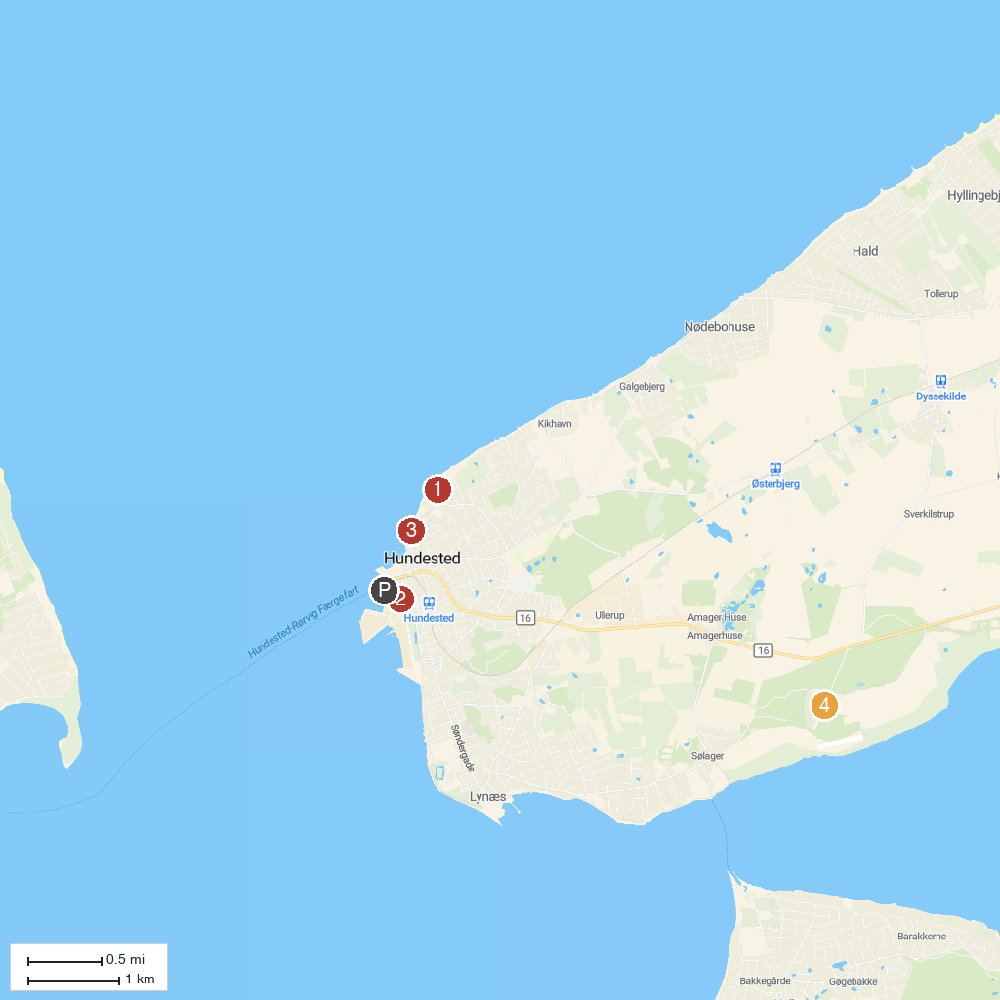 Hyllingebj
Hald
Tollerup
Nødebohuse
Dyssekilde
Galgebjerg
Kikhavn
Østerbjerg
H
1
Sverkilstrup
3
Hundested
P
2
Hundested-Rørvig Færgefart
Hundested
16
Ullerup
Amager Huse
Amagerhuse
16
4
Søndergade
Sølager
Lynæs
Barakkerne
0.5 mi
1 km
Bakkegårde
Gøgebakke